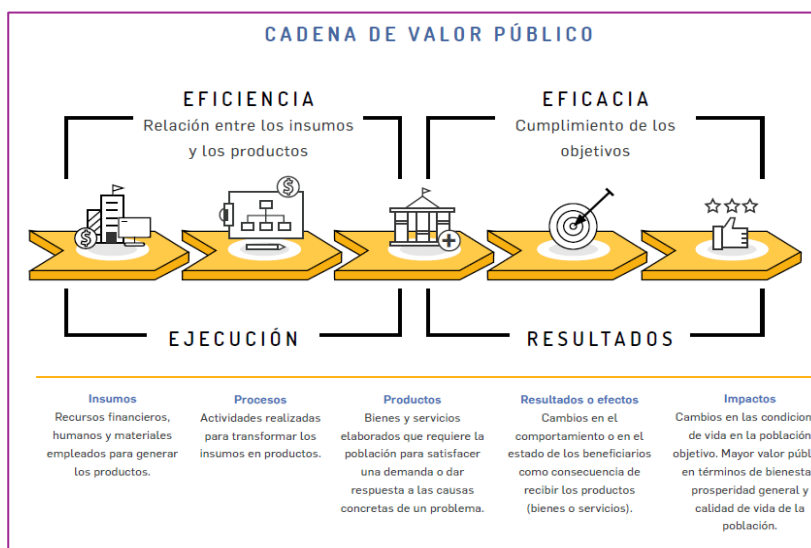 CADENA DE VALOR PÚBLICO
EFICIENCIA
Relación entre los insumos
y los productos
EFICACIA
Cumplimiento de los
objetivos
$
$
EJECUCIÓN
RESULTADOS
Insumos
Recursos financieros,
humanos y materiales
empleados para generar
los productos.
Procesos
Actividades realizadas
para transformar los
insumos en productos.
Productos
Bienes y servicios
elaborados que requiere la
población para satisfacer
una demanda o dar
respuesta a las causas
concretas de un problema.
Resultados o efectos
Cambios en el
comportamiento o en el
estado de los beneficiarios
como consecuencia de
recibir los productos
(bienes o servicios).
Impactos
Cambios en las condicion
de vida en la población
objetivo. Mayor valor públ
en términos de bienesta
prosperidad general y
calidad de vida de la
población.